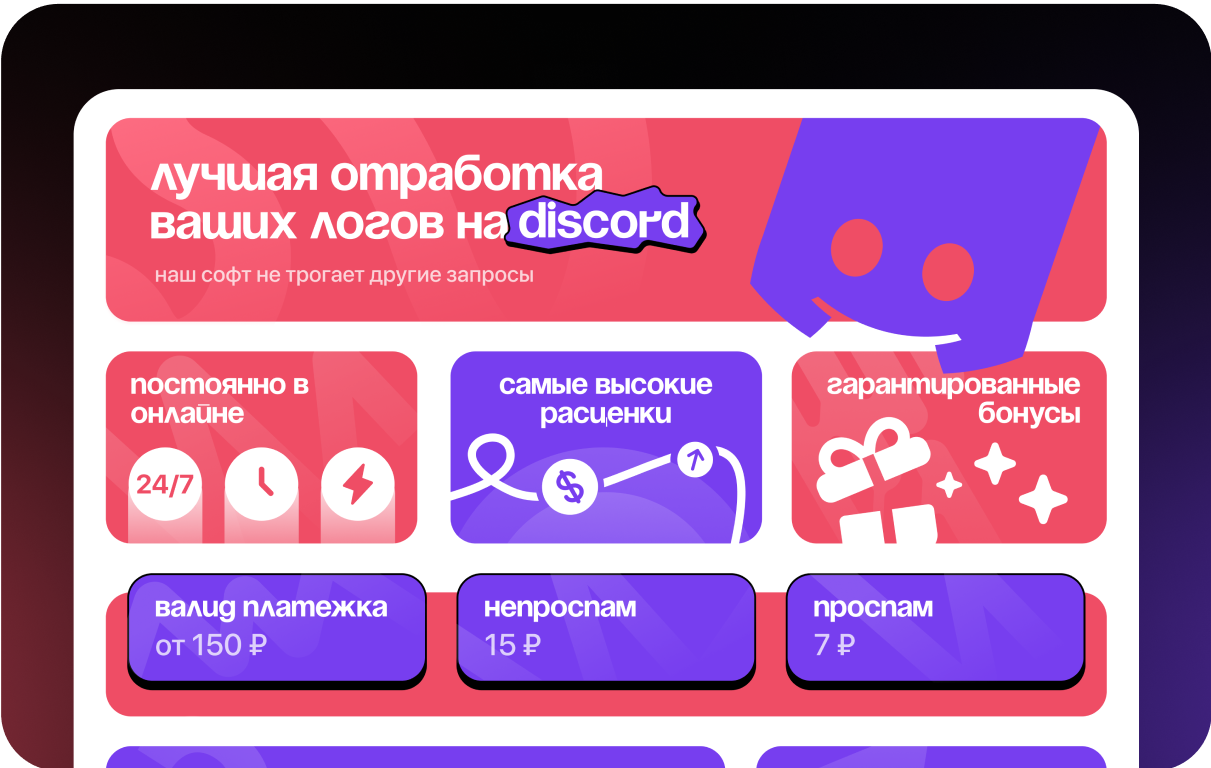 лучшая отработка
ваших логов на discord
наш софт не трогает другие запросы
постоянно в
онлайне
24/7
самые высокие
расценки
$
гарантированные
бонусы
валид платежка
от 150 ₽
непроспам
15 ₽
проспам
7 ₽